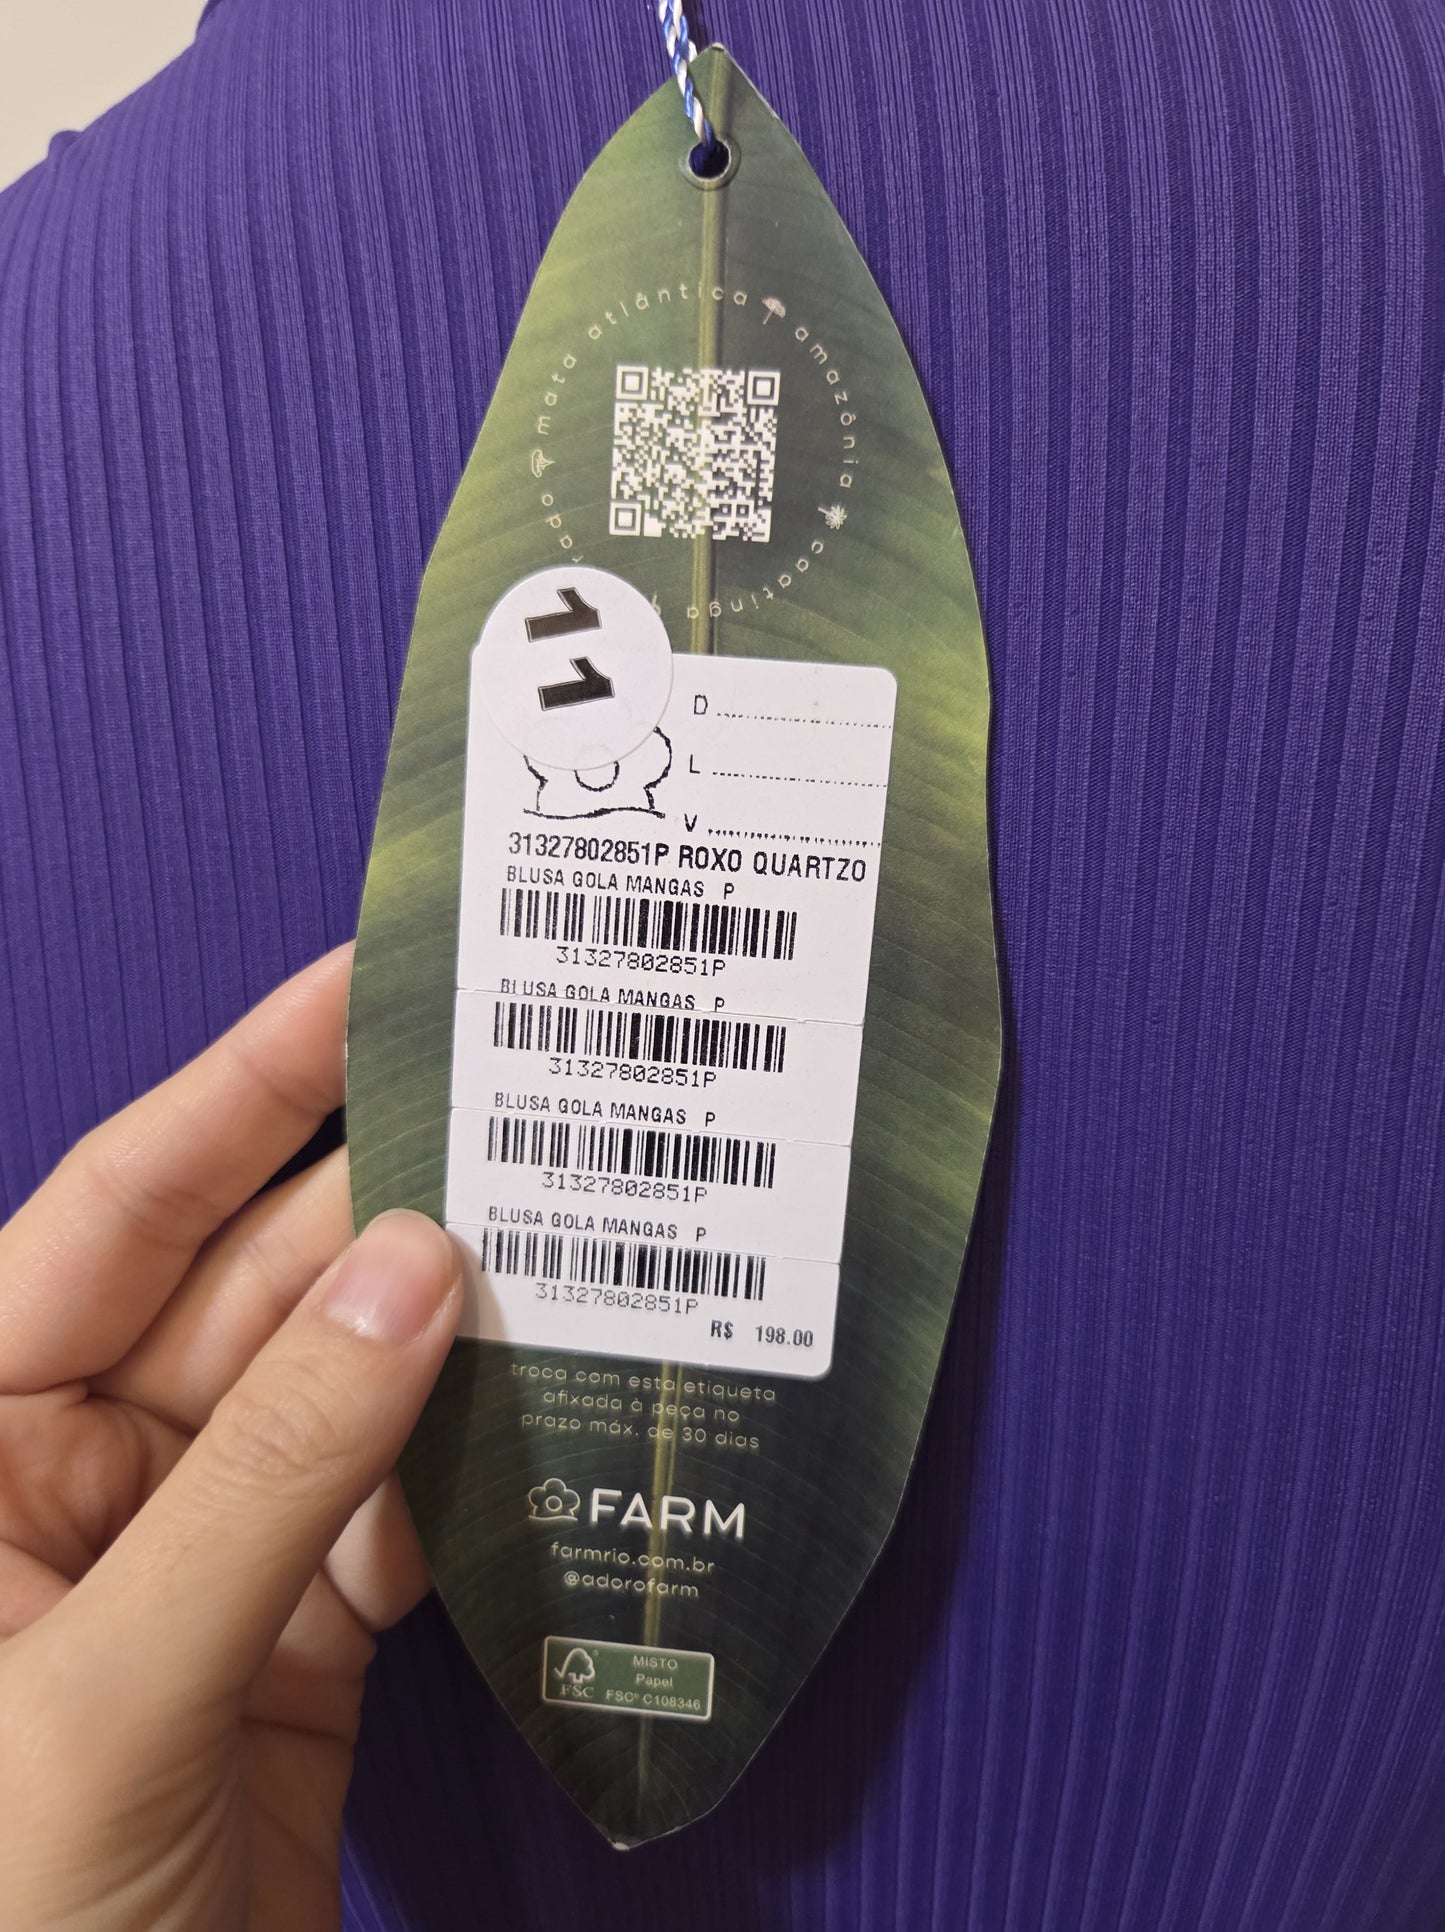 mata atlântica amazônia caatinga
11
D
L
V
31327802851P ROXO QUARTZO
BLUSA GOLA MANGAS P
31327802851P
BLUSA GOLA MANGAS P
31327802851P
BLUSA GOLA MANGAS P
31327802851P
BLUSA GOLA MANGAS P
31327802851P
R$ 198.00
troca com esta etiqueta
afixada à peça no
prazo máx. de 30 dias
FARM
farmrio.com.br
@adorofarm
MISTO
Papel
FSC FSC® C108346